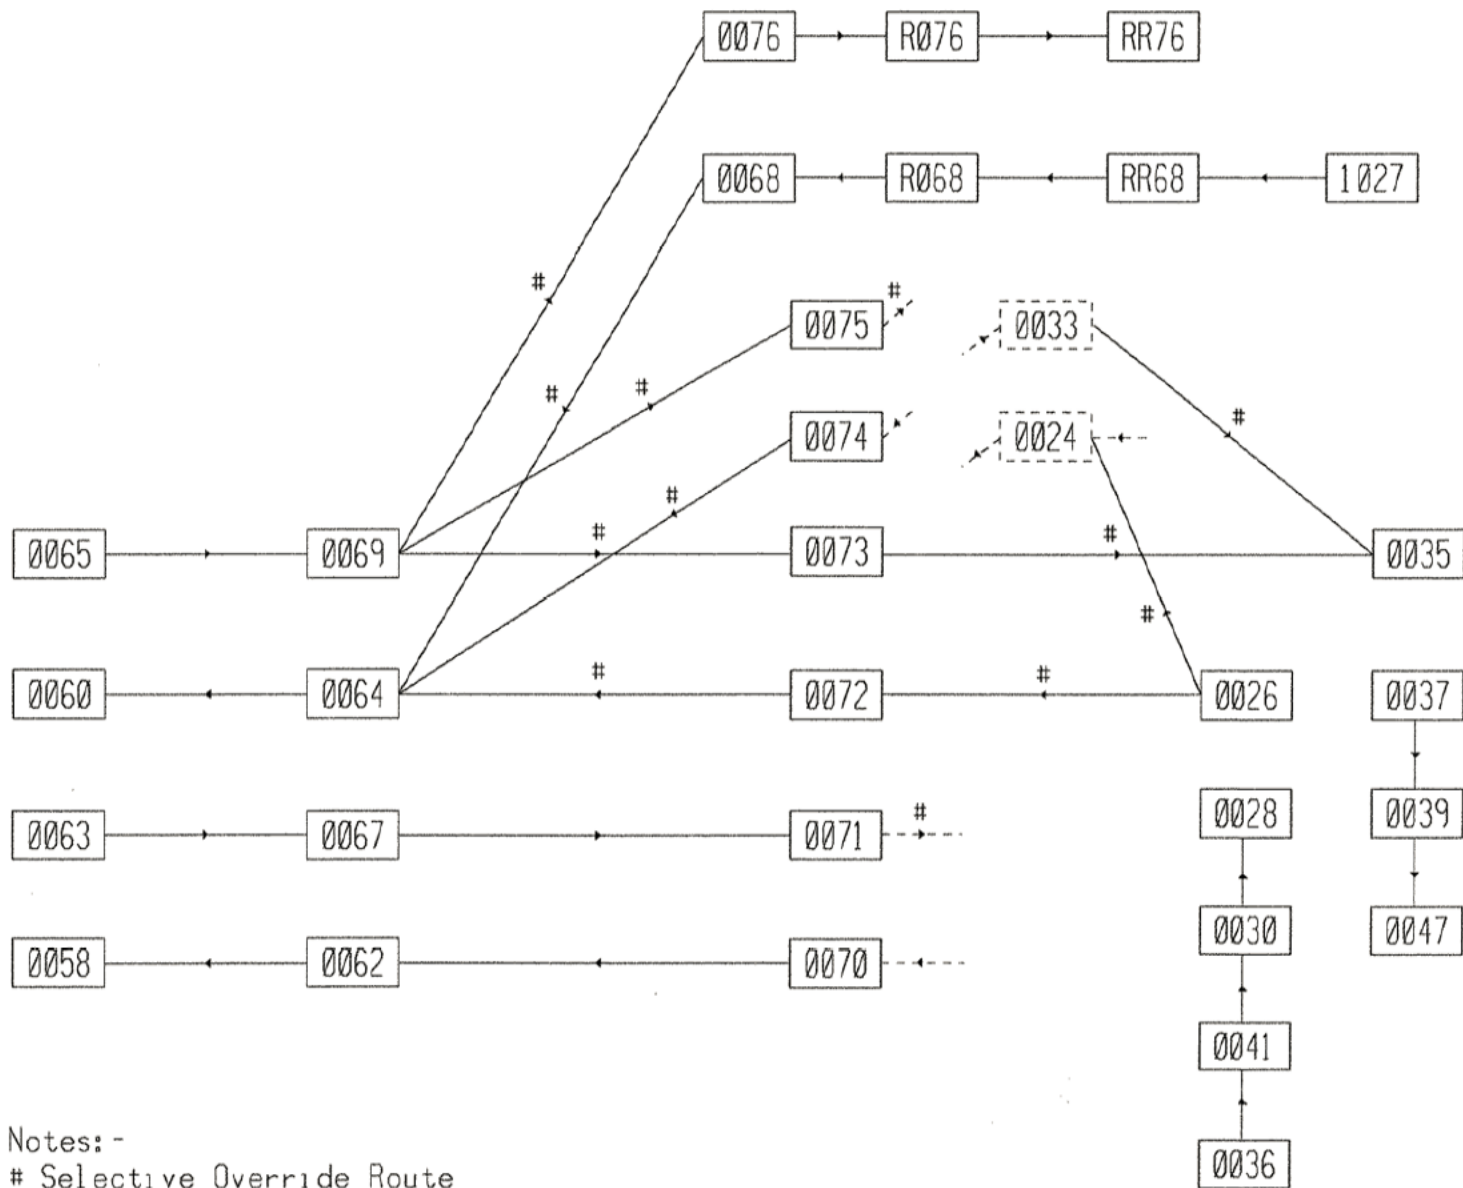 0076 R076 RR76
0068 R068 RR68 1027
#
0075 # 0033
# # #
0074 0024
#
0065 0069 # 0073 # 0035
#
0060 0064 # 0072 # 0026 0037
0063 0067 0071 # 0028 0039
0058 0062 0070 0030 0047
0041
0036
Notes:-
# Selective Override Route